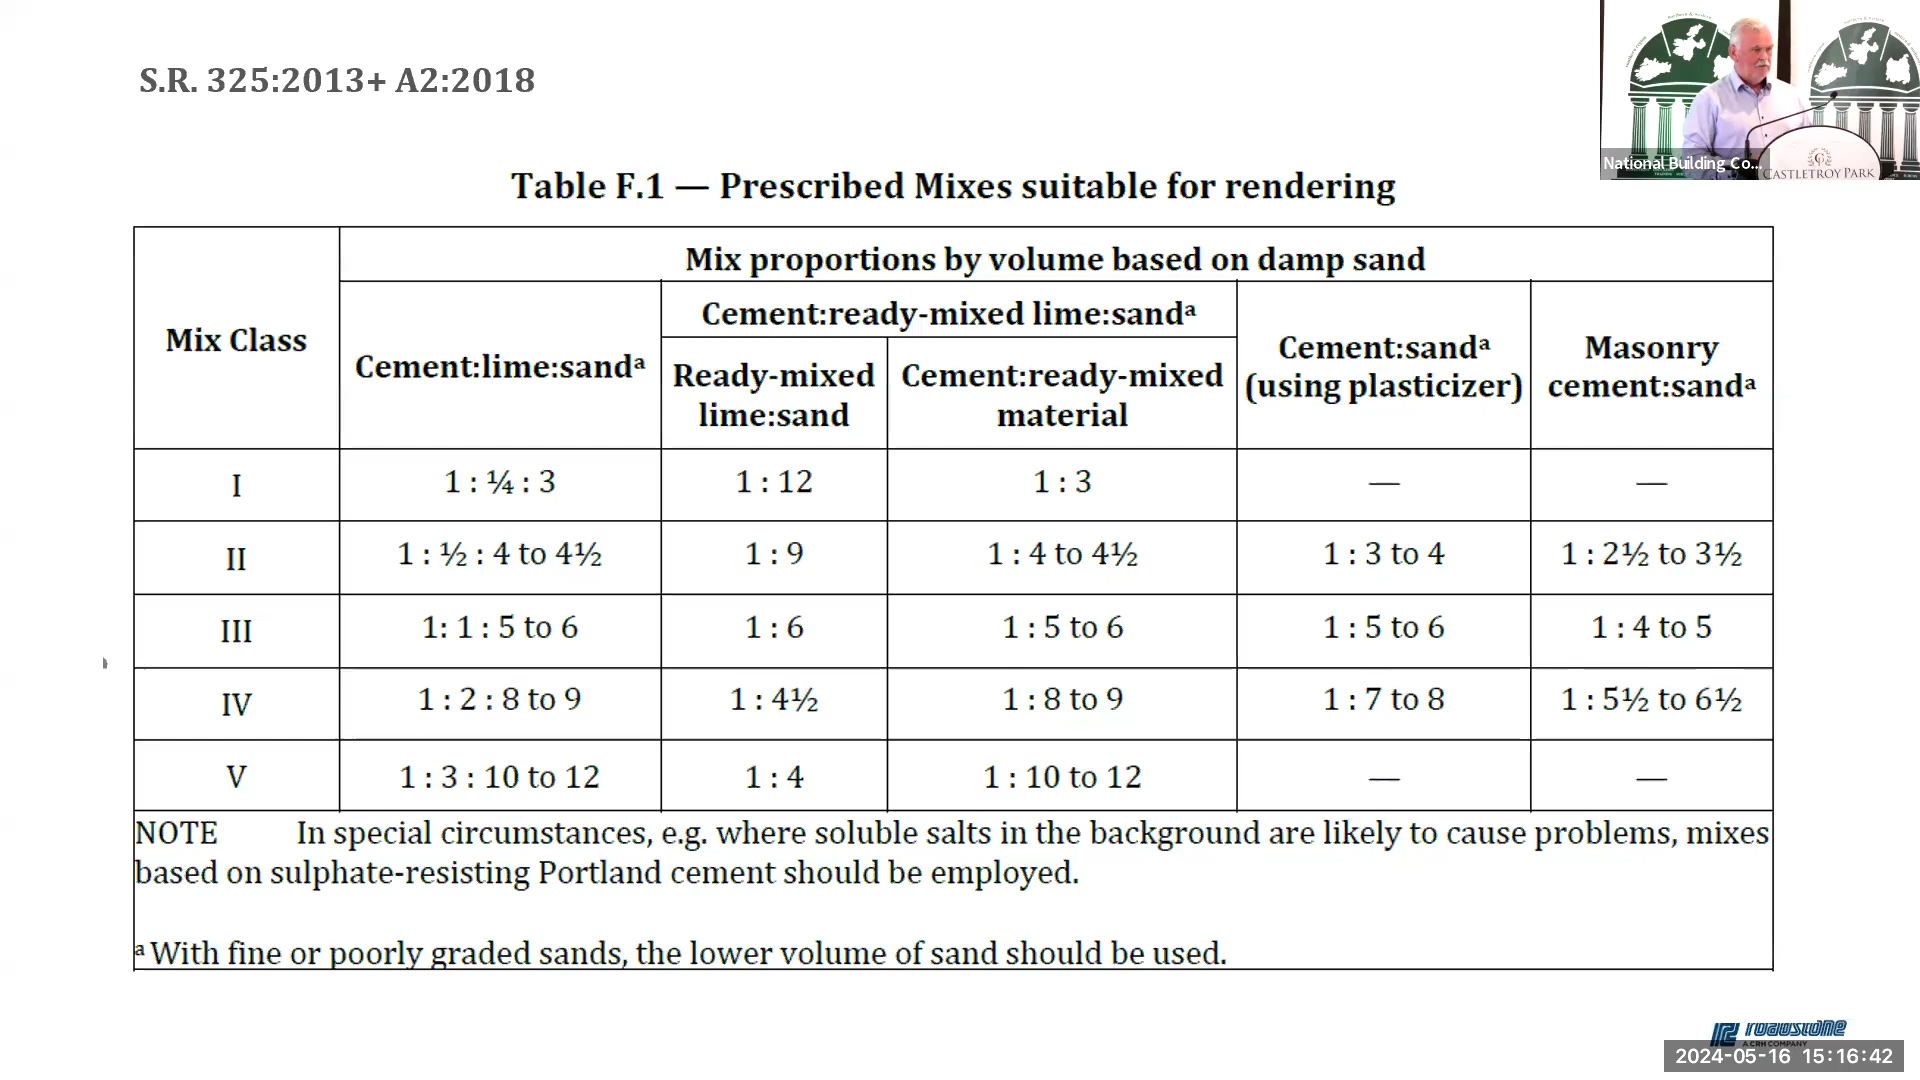 S.R. 325:2013+ A2:2018
National Building Co...
CASTLETROY PARK
Table F.1 — Prescribed Mixes suitable for rendering
Mix Class
Mix proportions by volume based on damp sand
Cement:lime:sandᵃ
Cement:ready-mixed lime:sandᵃ
Ready-mixed
lime:sand
Cement:ready-mixed
material
Cement:sandᵃ
(using plasticizer)
Masonry
cement:sandᵃ
I 1 : ¼ : 3 1 : 12 1 : 3 — —
II 1 : ½ : 4 to 4½ 1 : 9 1 : 4 to 4½ 1 : 3 to 4 1 : 2½ to 3½
III 1: 1 : 5 to 6 1 : 6 1 : 5 to 6 1 : 5 to 6 1 : 4 to 5
IV 1 : 2 : 8 to 9 1 : 4½ 1 : 8 to 9 1 : 7 to 8 1 : 5½ to 6½
V 1 : 3 : 10 to 12 1 : 4 1 : 10 to 12 — —
NOTE In special circumstances, e.g. where soluble salts in the background are likely to cause problems, mixes
based on sulphate-resisting Portland cement should be employed.
ᵃ With fine or poorly graded sands, the lower volume of sand should be used.
roadstone
A CRH COMPANY
2024-05-16 15:16:42